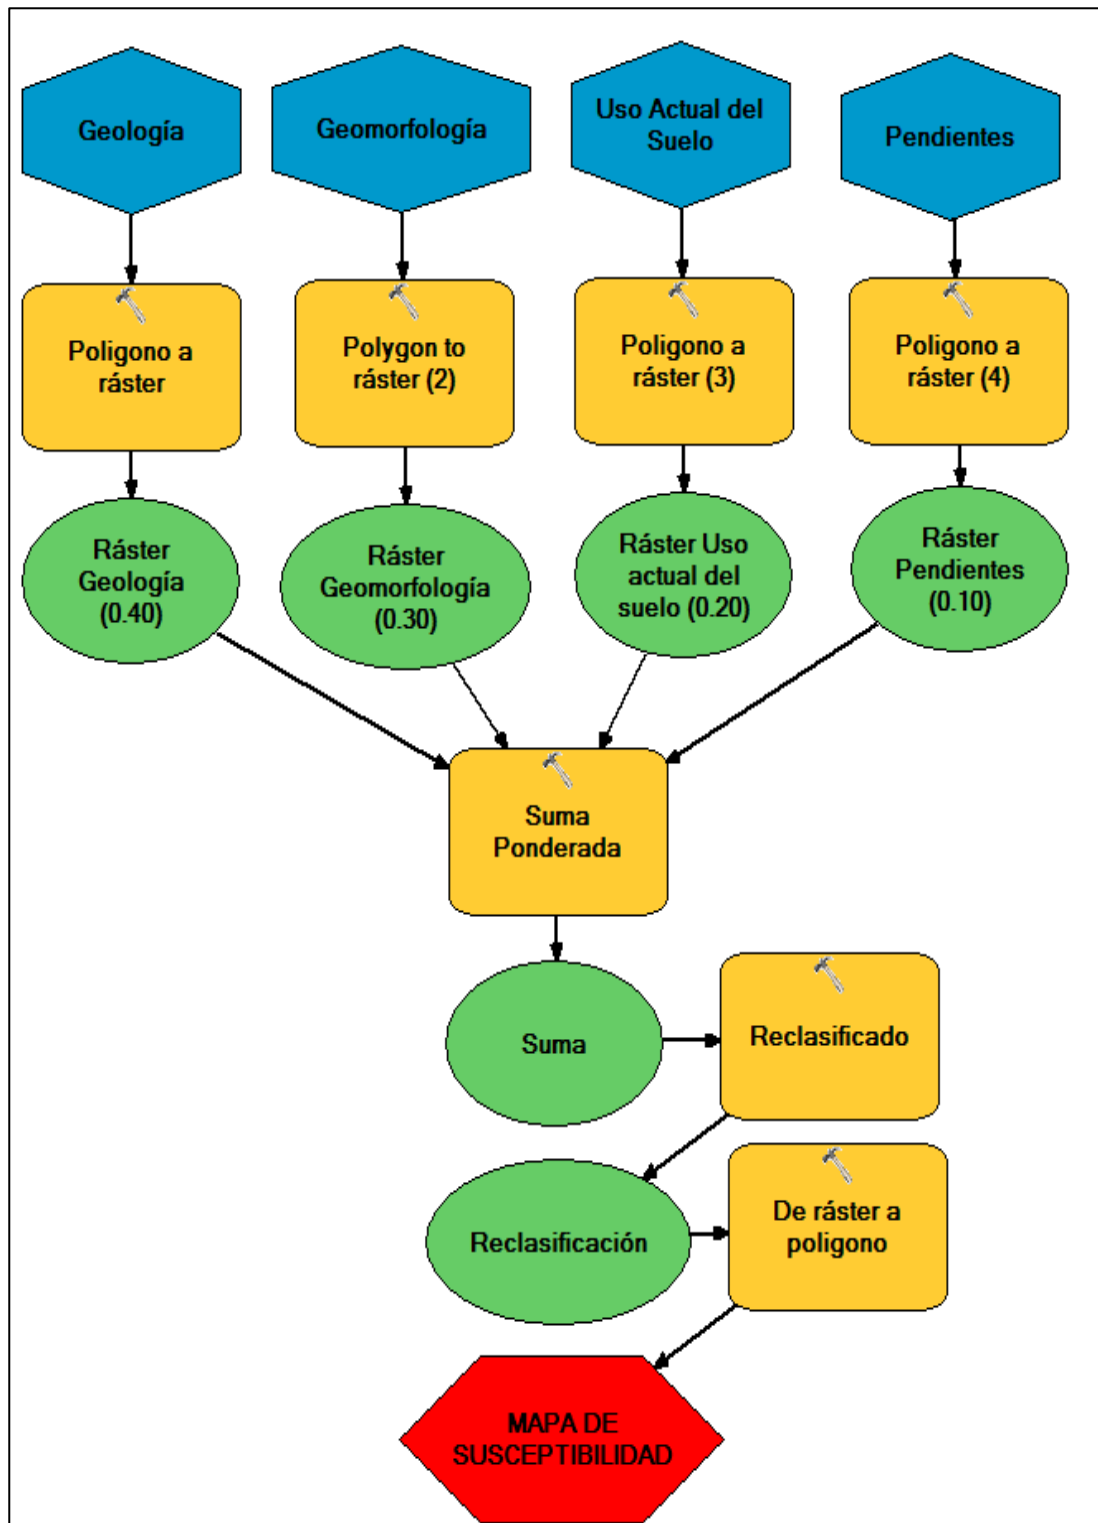 Geología
Geomorfología
Uso Actual del
Suelo
Pendientes
Poligono a
ráster
Polygon to
ráster (2)
Poligono a
ráster (3)
Poligono a
ráster (4)
Ráster
Geología
(0.40)
Ráster
Geomorfología
(0.30)
Ráster Uso
actual del
suelo (0.20)
Ráster
Pendientes
(0.10)
Suma
Ponderada
Suma
Reclasificado
Reclasificación
De ráster a
poligono
MAPA DE
SUSCEPTIBILIDAD